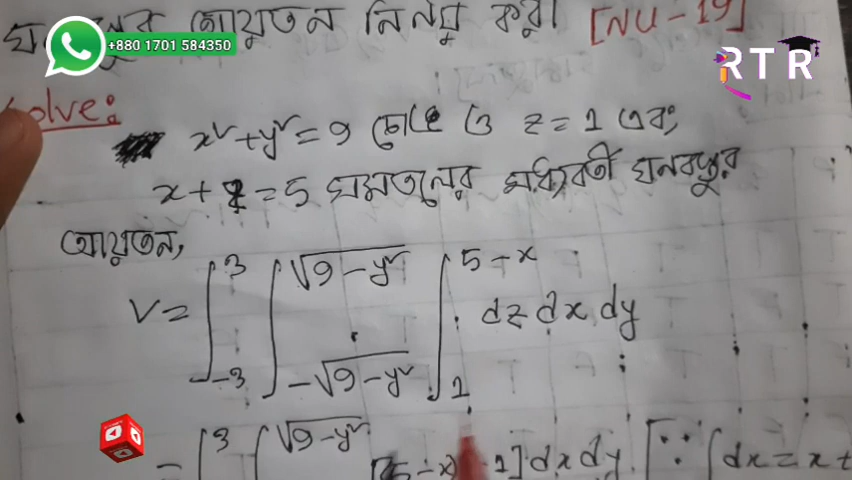 আয়তন নির্ণয় কর। [NU-19]
+880 1701 584350
RTR
Solve:
x² + y² = 9 চোঙ ও z = 1 এবং
x + z = 5 সমতলের মধ্যবর্তী ঘনবস্তুর
আয়তন,
V = ∫_{-3}^{3} ∫_{-√(9-y²)}^{√(9-y²)} ∫_{1}^{5-x} dz dx dy
= ∫^{3} ∫^{√(9-y²)} [5-x-1] dx dy [∵ ∫dx = x +